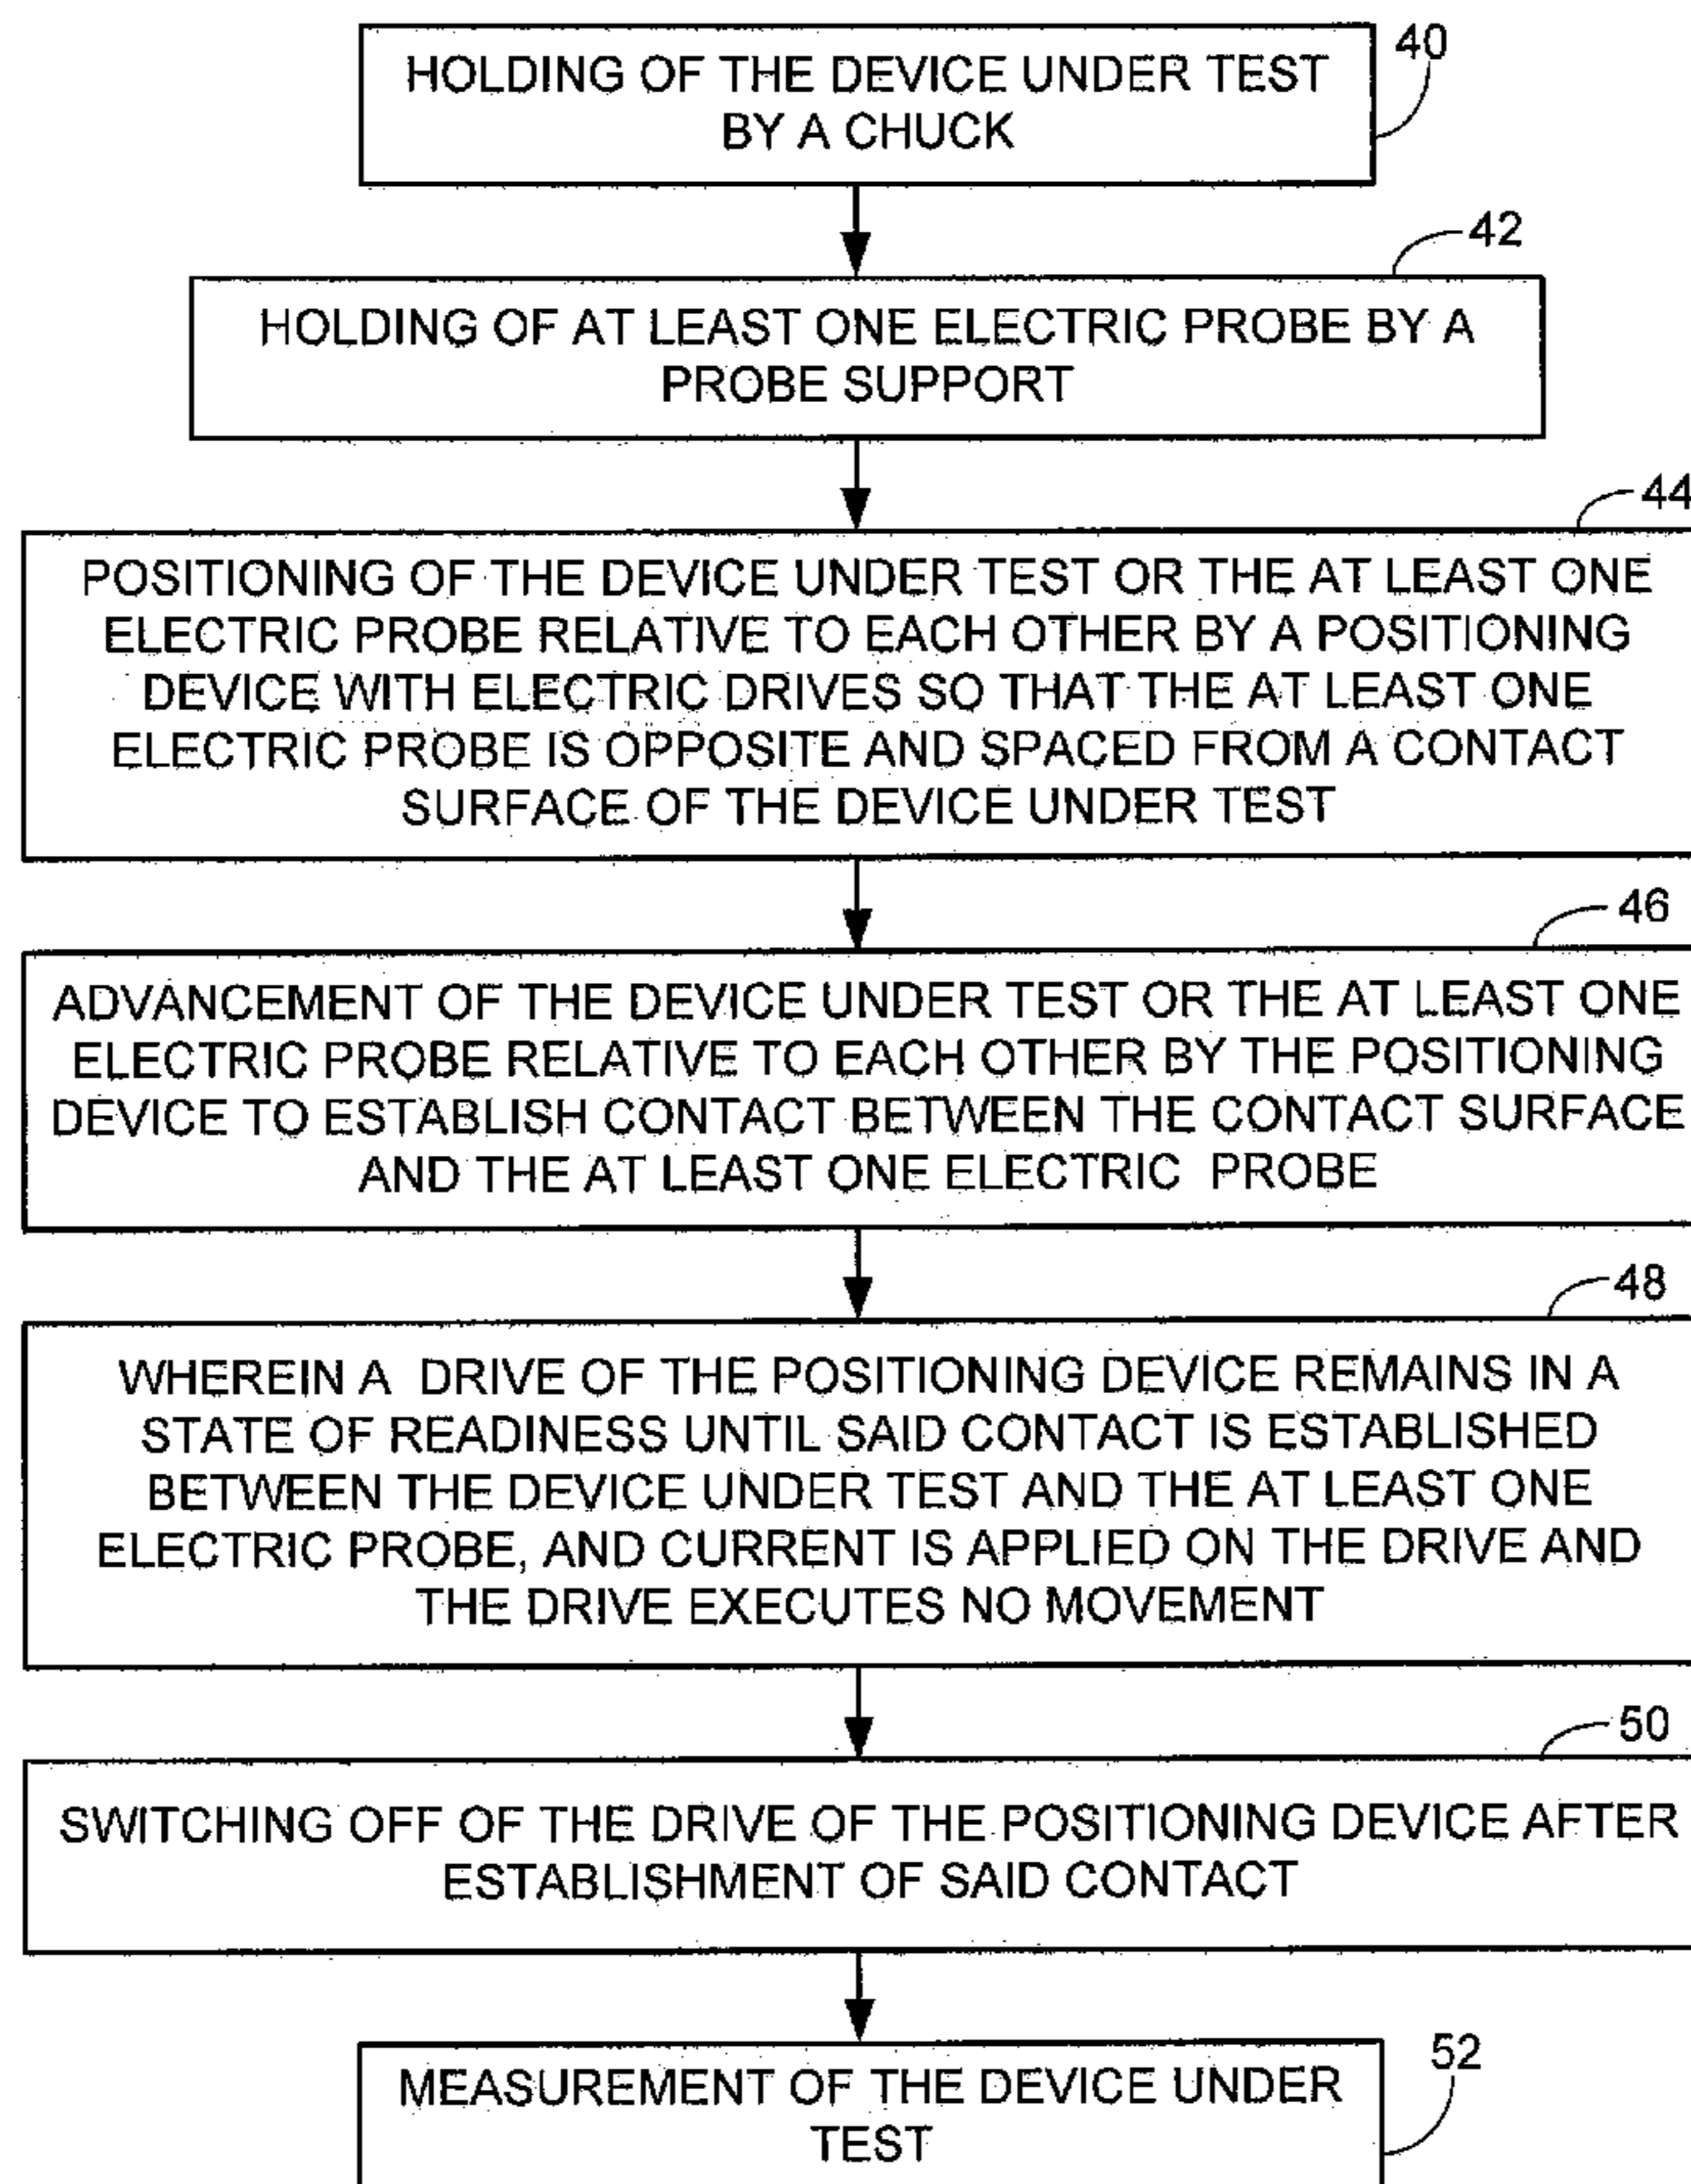 40
HOLDING OF THE DEVICE UNDER TEST
BY A CHUCK
42
HOLDING OF AT LEAST ONE ELECTRIC PROBE BY A
PROBE SUPPORT
44
POSITIONING OF THE DEVICE UNDER TEST OR THE AT LEAST ONE
ELECTRIC PROBE RELATIVE TO EACH OTHER BY A POSITIONING
DEVICE WITH ELECTRIC DRIVES SO THAT THE AT LEAST ONE
ELECTRIC PROBE IS OPPOSITE AND SPACED FROM A CONTACT
SURFACE OF THE DEVICE UNDER TEST
46
ADVANCEMENT OF THE DEVICE UNDER TEST OR THE AT LEAST ONE
ELECTRIC PROBE RELATIVE TO EACH OTHER BY THE POSITIONING
DEVICE TO ESTABLISH CONTACT BETWEEN THE CONTACT SURFACE
AND THE AT LEAST ONE ELECTRIC PROBE
48
WHEREIN A DRIVE OF THE POSITIONING DEVICE REMAINS IN A
STATE OF READINESS UNTIL SAID CONTACT IS ESTABLISHED
BETWEEN THE DEVICE UNDER TEST AND THE AT LEAST ONE
ELECTRIC PROBE, AND CURRENT IS APPLIED ON THE DRIVE AND
THE DRIVE EXECUTES NO MOVEMENT
50
SWITCHING OFF OF THE DRIVE OF THE POSITIONING DEVICE AFTER
ESTABLISHMENT OF SAID CONTACT
52
MEASUREMENT OF THE DEVICE UNDER
TEST